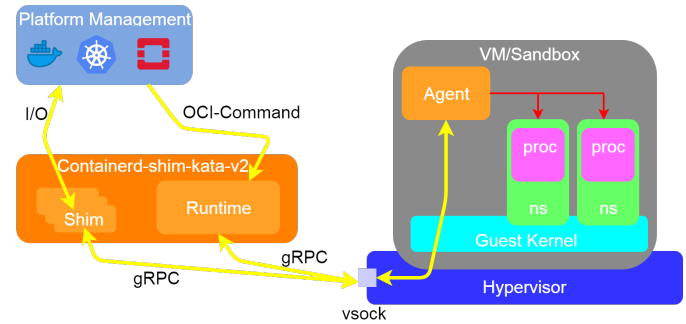 Platform Management
I/O
OCI-Command
Containerd-shim-kata-v2
Shim
Runtime
gRPC
gRPC
vsock
VM/Sandbox
Agent
proc
proc
ns
ns
Guest Kernel
Hypervisor